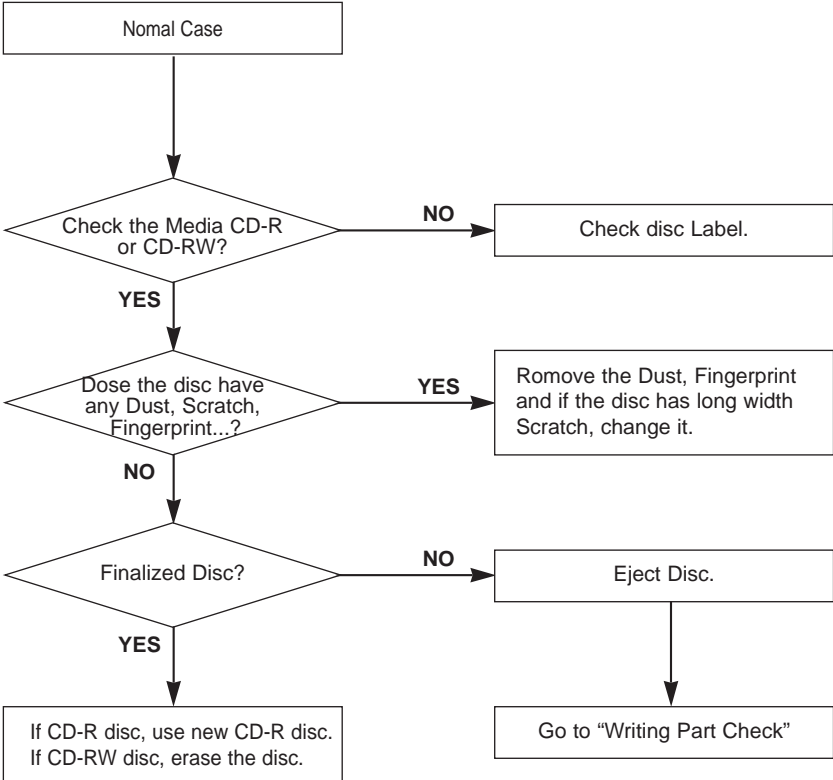 Nomal Case
Check the Media CD-R
or CD-RW?
NO
Check disc Label.
YES
Dose the disc have
any Dust, Scratch,
Fingerprint...?
YES
Romove the Dust, Fingerprint
and if the disc has long width
Scratch, change it.
NO
Finalized Disc?
NO
Eject Disc.
YES
If CD-R disc, use new CD-R disc.
If CD-RW disc, erase the disc.
Go to “Writing Part Check”